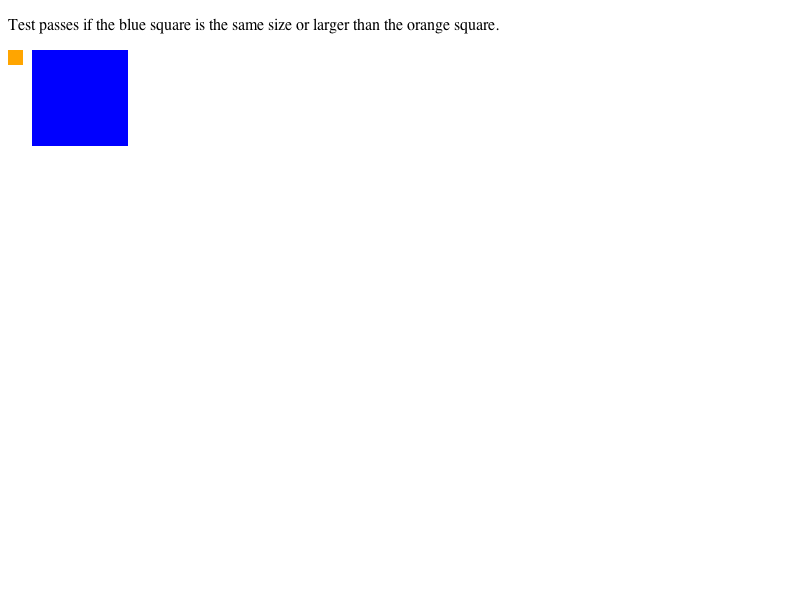 Test passes if the blue square is the same size or larger than the orange square.